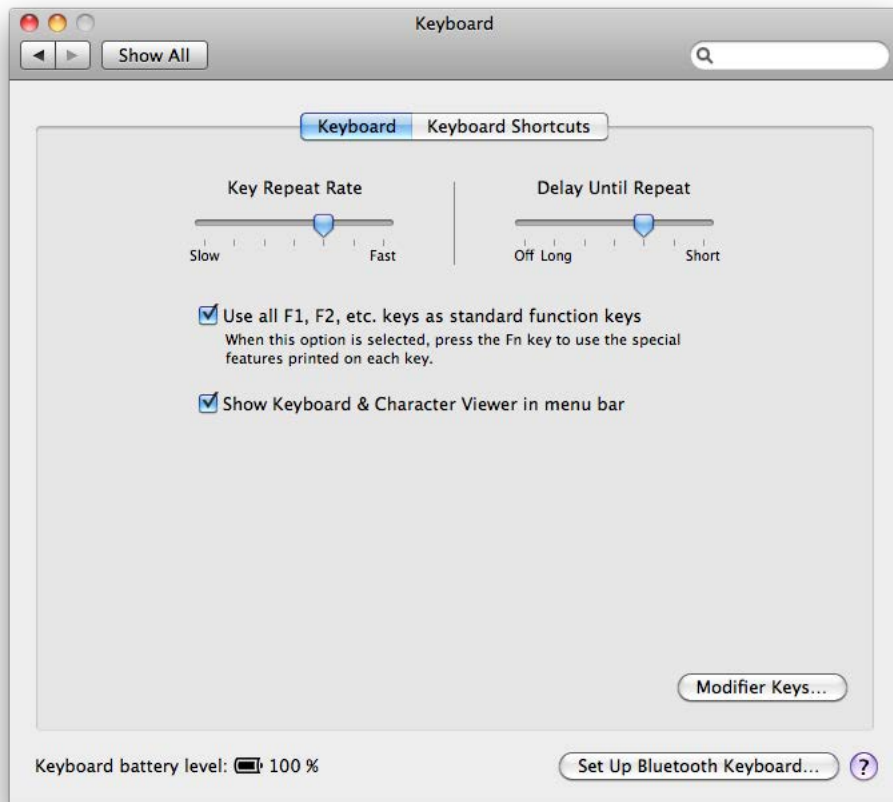 Keyboard
Show All
Keyboard Keyboard Shortcuts
Key Repeat Rate Delay Until Repeat
Slow Fast Off Long Short
Use all F1, F2, etc. keys as standard function keys
When this option is selected, press the Fn key to use the special
features printed on each key.
Show Keyboard & Character Viewer in menu bar
Modifier Keys...
Keyboard battery level: 100 % Set Up Bluetooth Keyboard... ?